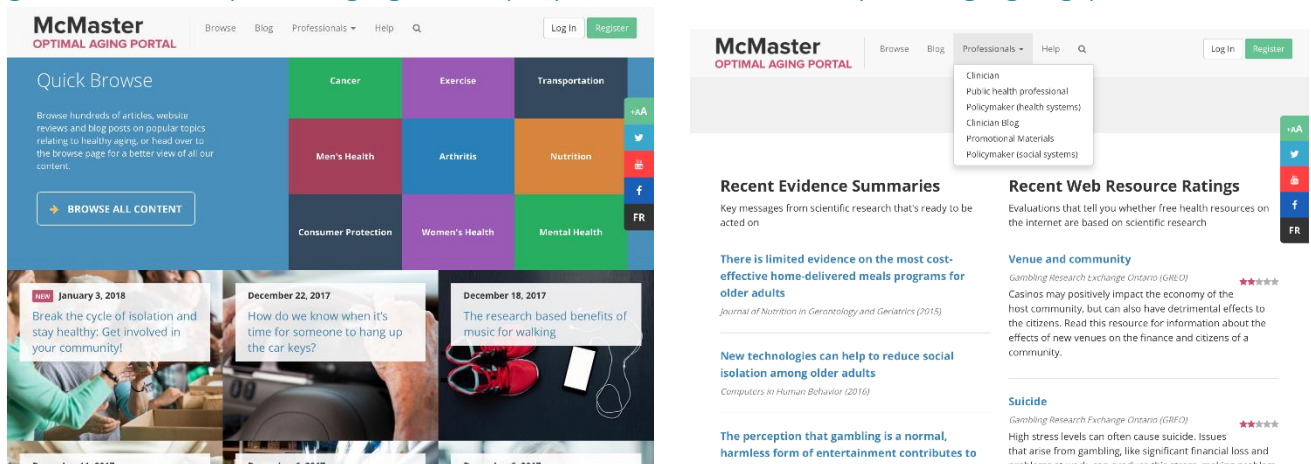 McMaster
OPTIMAL AGING PORTAL
Browse Blog Professionals Help
Log In Register
Quick Browse
Browse hundreds of articles, website
reviews and blog posts on popular topics
relating to healthy aging, or head over to
the browse page for a better view of all our
content.
BROWSE ALL CONTENT
Cancer Exercise Transportation
Men's Health Arthritis Nutrition
Consumer Protection Women's Health Mental Health
+AA
FR
NEW January 3, 2018
Break the cycle of isolation and
stay healthy: Get involved in
your community!
December 22, 2017
How do we know when it's
time for someone to hang up
the car keys?
December 18, 2017
The research based benefits of
music for walking
McMaster
OPTIMAL AGING PORTAL
Browse Blog Professionals Help
Log In Register
Clinician
Public health professional
Policymaker (health systems)
Clinician Blog
Promotional Materials
Policymaker (social systems)
+AA
FR
Recent Evidence Summaries
Key messages from scientific research that's ready to be
acted on
There is limited evidence on the most cost-
effective home-delivered meals programs for
older adults
Journal of Nutrition in Gerontology and Geriatrics (2015)
New technologies can help to reduce social
isolation among older adults
Computers in Human Behavior (2016)
The perception that gambling is a normal,
harmless form of entertainment contributes to
Recent Web Resource Ratings
Evaluations that tell you whether free health resources on
the internet are based on scientific research
Venue and community
Gambling Research Exchange Ontario (GREO)
Casinos may positively impact the economy of the
host community, but can also have detrimental effects to
the citizens. Read this resource for information about the
effects of new venues on the finance and citizens of a
community.
Suicide
Gambling Research Exchange Ontario (GREO)
High stress levels can often cause suicide. Issues
that arise from gambling, like significant financial loss and